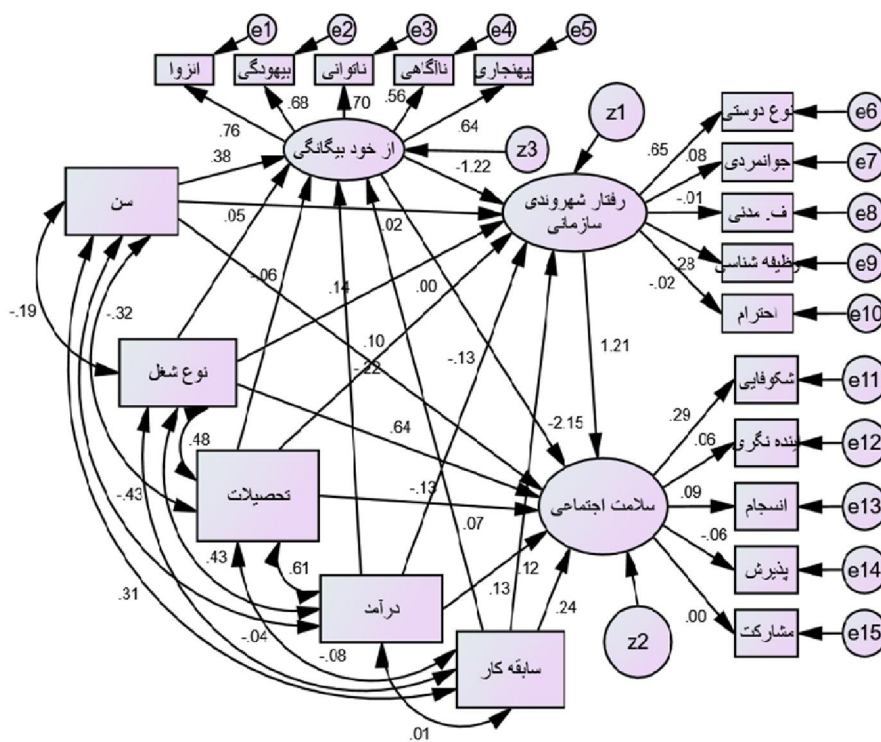 e1
e2
e3
e4
e5
انزوا
بیهودگی
ناتوانی
ناآگاهی
بیهنجاری
.76
.68
.70
.56
.64
از خود بیگانگی
z3
z1
-1.22
.38
سن
.05
.02
رفتار شهروندی
سازمانی
.65
.08
-.01
.28
-.02
نوع دوستی
جوانمردی
ف. مدنی
وظیفه شناسی
احترام
e6
e7
e8
e9
e10
-.19
-.32
-.06
.14
.00
.10
-.22
-.13
1.21
-2.15
نوع شغل
.64
.48
تحصیلات
-.13
.07
-.43
.43
.61
.31
-.04
-.08
درآمد
.13
.12
.24
سابقه کار
.01
سلامت اجتماعی
z2
.29
.06
.09
-.06
.00
شکوفایی
ینده نگری
انسجام
پذیرش
مشارکت
e11
e12
e13
e14
e15